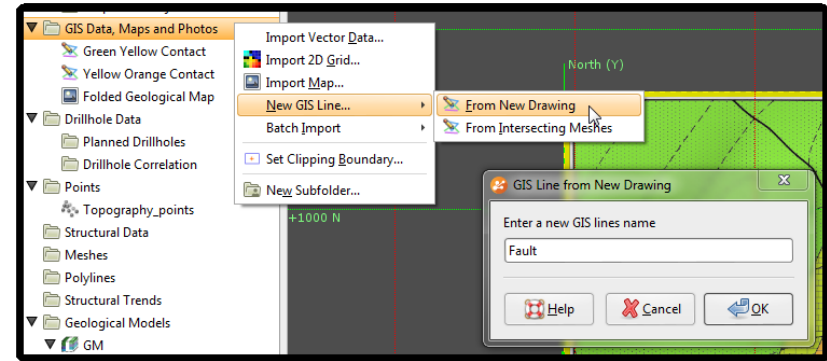 GIS Data, Maps and Photos
Green Yellow Contact
Yellow Orange Contact
Folded Geological Map
Drillhole Data
Planned Drillholes
Drillhole Correlation
Points
Topography_points
Structural Data
Meshes
Polylines
Structural Trends
Geological Models
GM
Import Vector Data...
Import 2D Grid...
Import Map...
New GIS Line...
Batch Import
Set Clipping Boundary...
New Subfolder...
From New Drawing
From Intersecting Meshes
North (Y)
+1000 N
GIS Line from New Drawing
Enter a new GIS lines name
Fault
Help
Cancel
OK